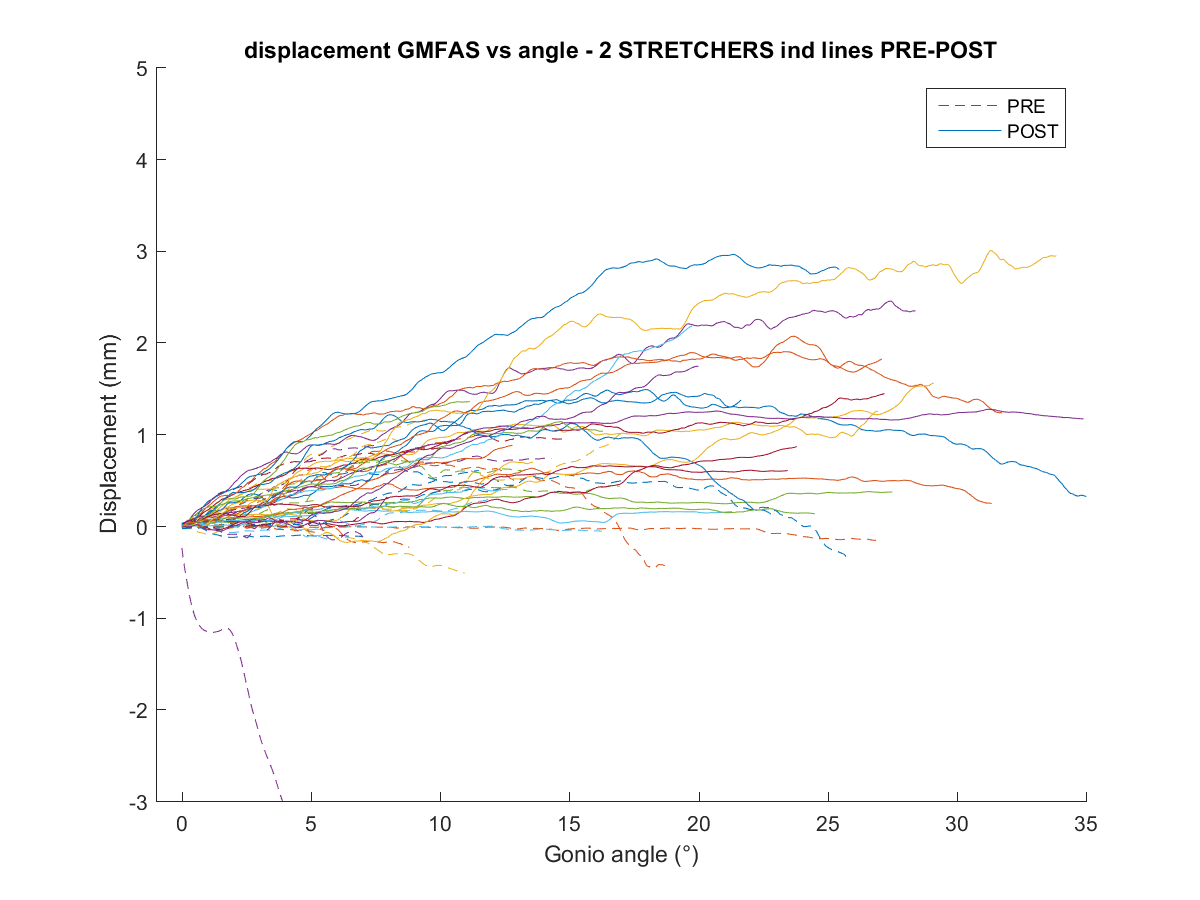 displacement GMFAS vs angle - 2 STRETCHERS ind lines PRE-POST
PRE
POST
5
4
3
2
1
0
-1
-2
-3
Displacement (mm)
0 5 10 15 20 25 30 35
Gonio angle (°)